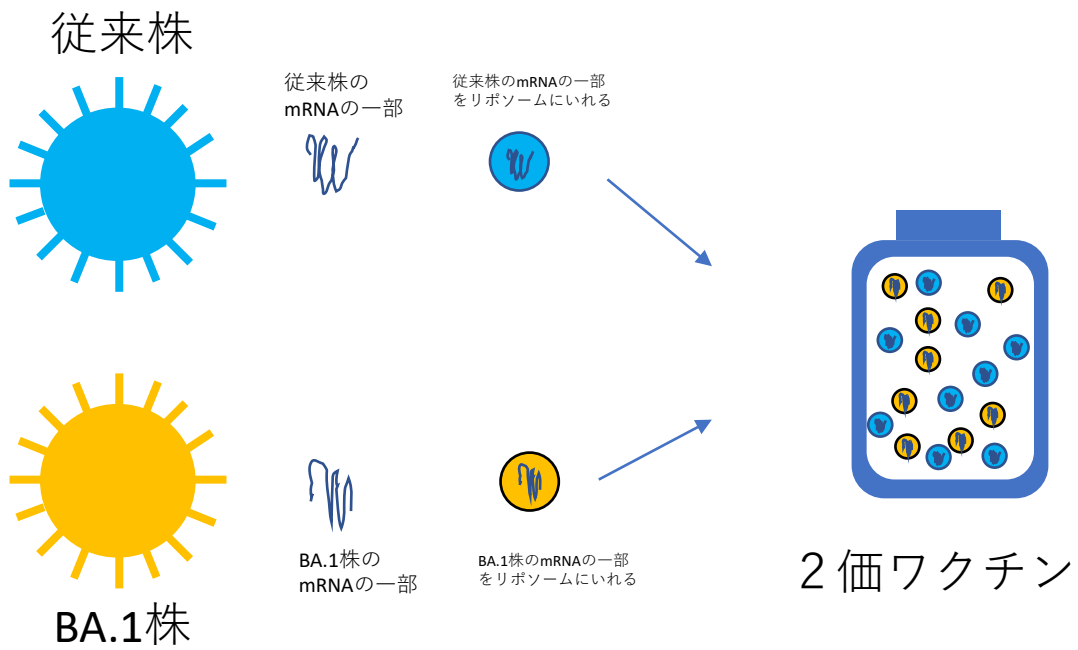 従来株
従来株の
mRNAの一部
従来株のmRNAの一部
をリポソームにいれる
BA.1株の
mRNAの一部
BA.1株のmRNAの一部
をリポソームにいれる
BA.1株
２価ワクチン